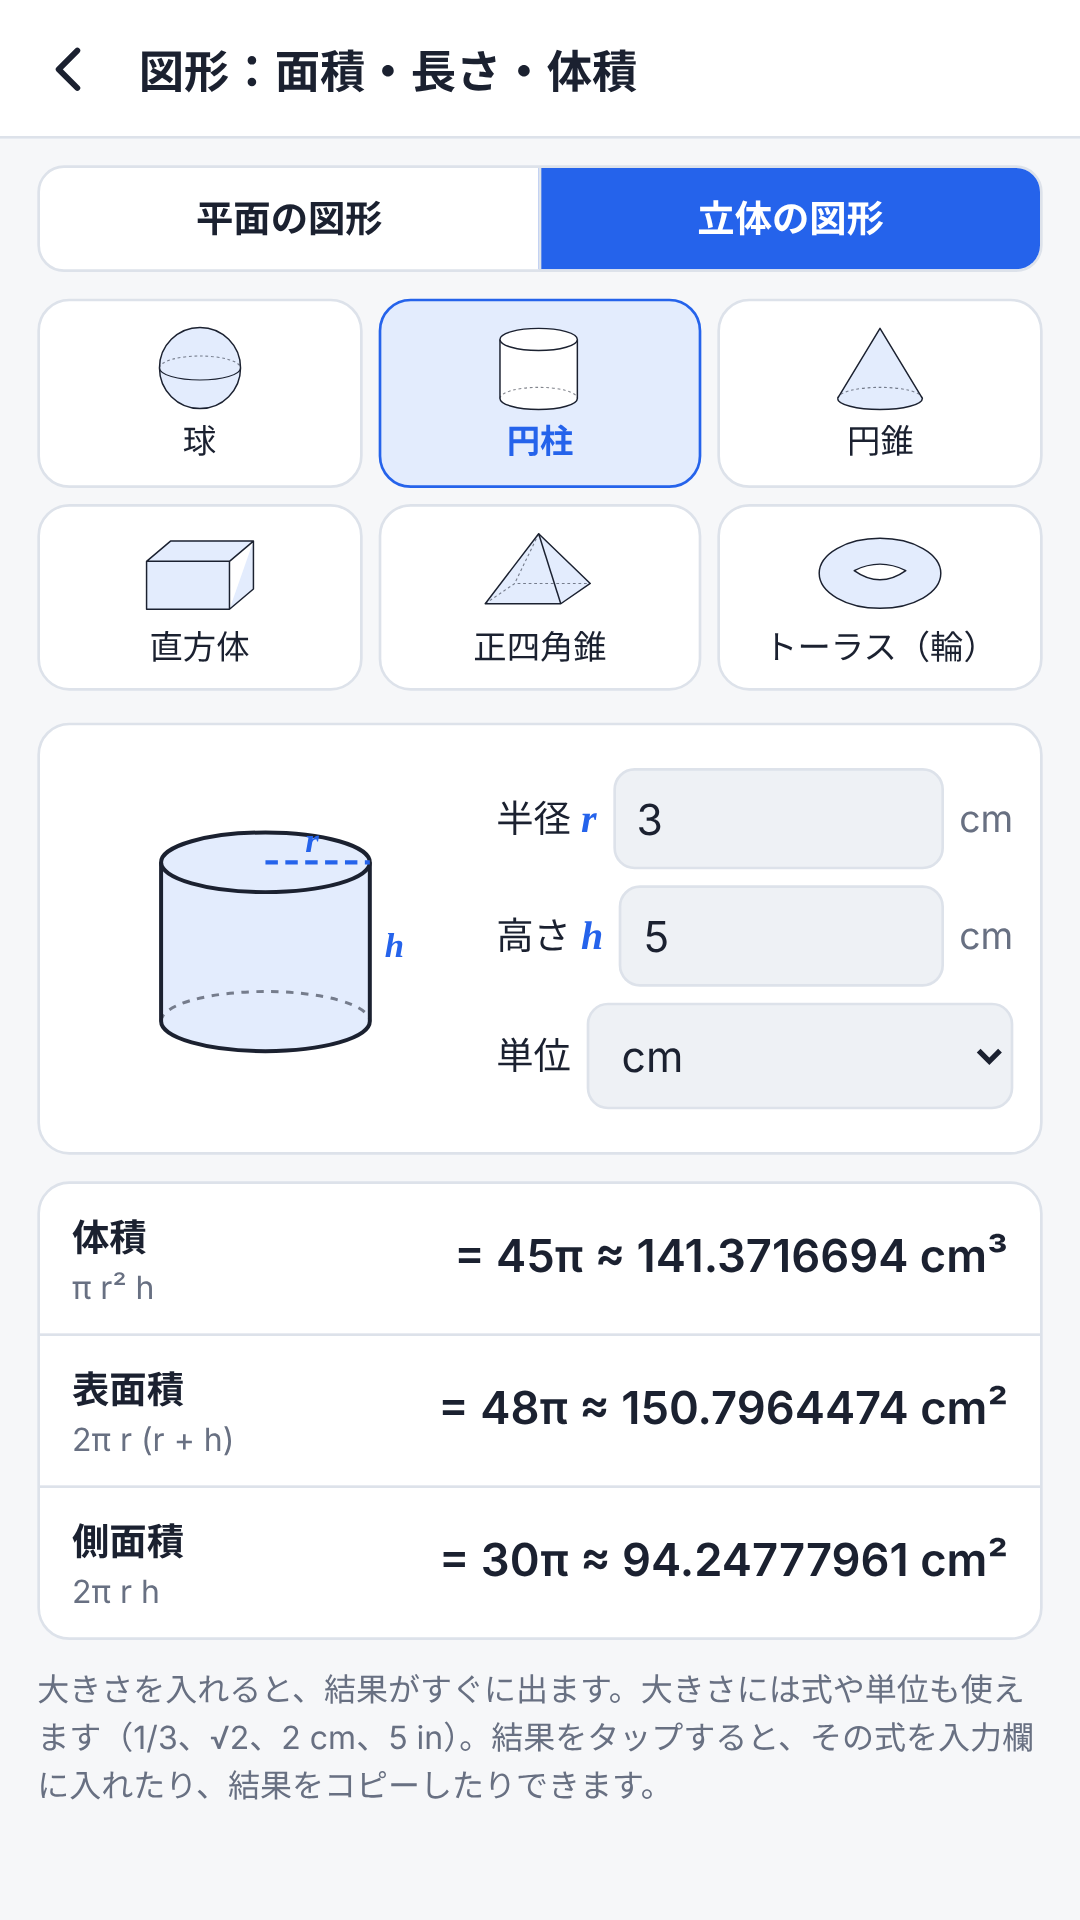 図形：面積・長さ・体積
平面の図形
立体の図形
球
円柱
円錐
直方体
正四角錐
トーラス（輪）
r
h
半径 r 3 cm
高さ h 5 cm
単位 cm
体積
π r² h
= 45π ≈ 141.3716694 cm³
表面積
2π r (r + h)
= 48π ≈ 150.7964474 cm²
側面積
2π r h
= 30π ≈ 94.24777961 cm²
大きさを入れると、結果がすぐに出ます。大きさには式や単位も使え
ます（1/3、√2、2 cm、5 in）。結果をタップすると、その式を入力欄
に入れたり、結果をコピーしたりできます。